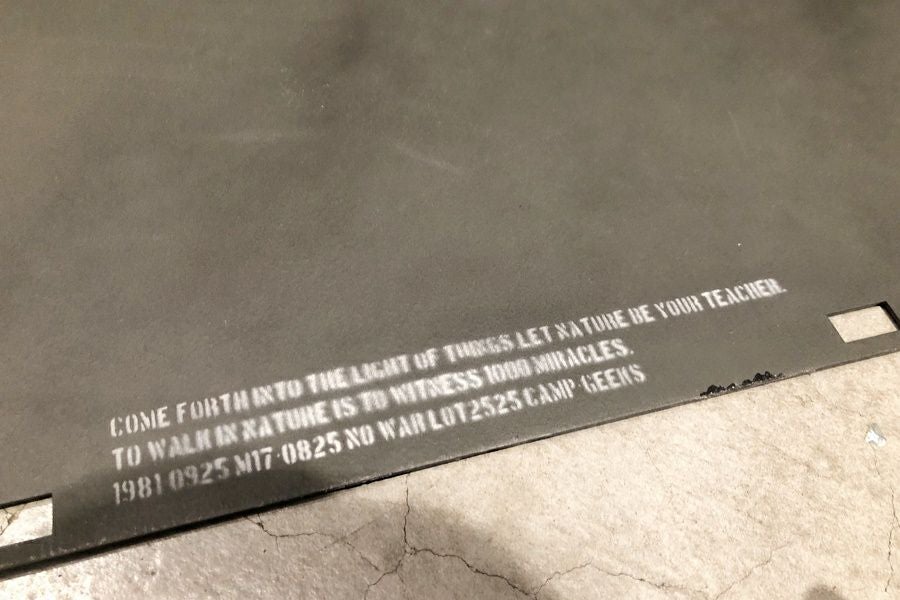 COME FORTH INTO THE LIGHT OF THINGS.LET NATURE BE YOUR TEACHER.
TO WALK IN NATURE IS TO WITNESS 1000 MIRACLES.
1981 0925 M17-0825 NO WAR LOT2525 CAMP-GEEKS